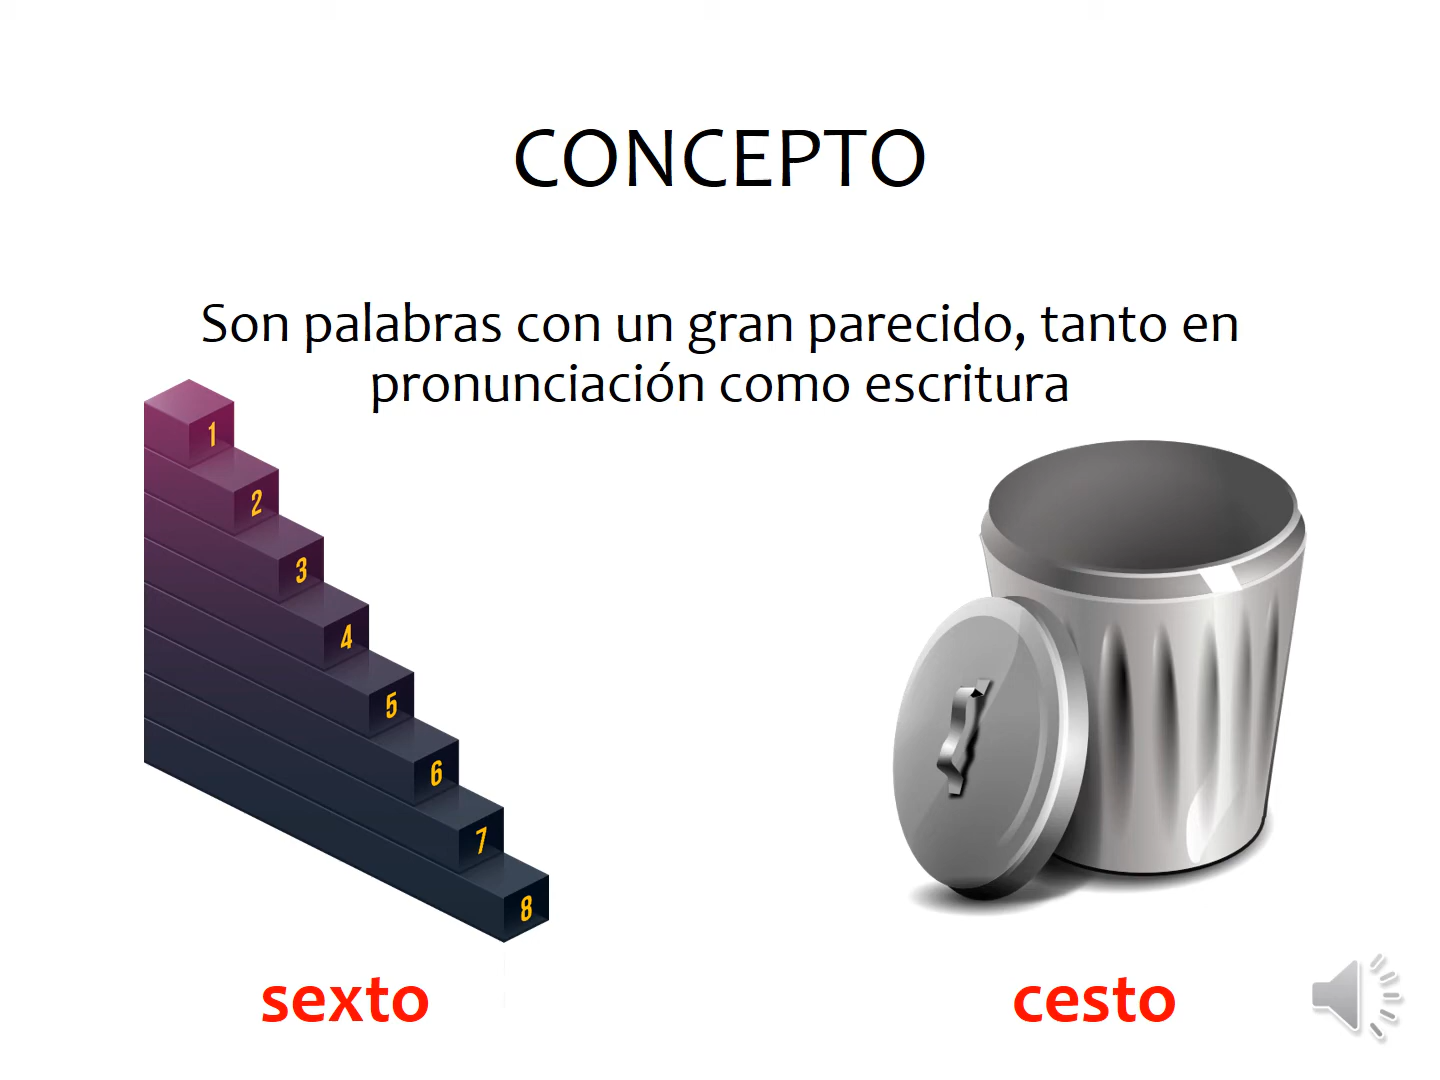 CONCEPTO
Son palabras con un gran parecido, tanto en
pronunciación como escritura
1
2
3
4
5
6
7
8
sexto
cesto